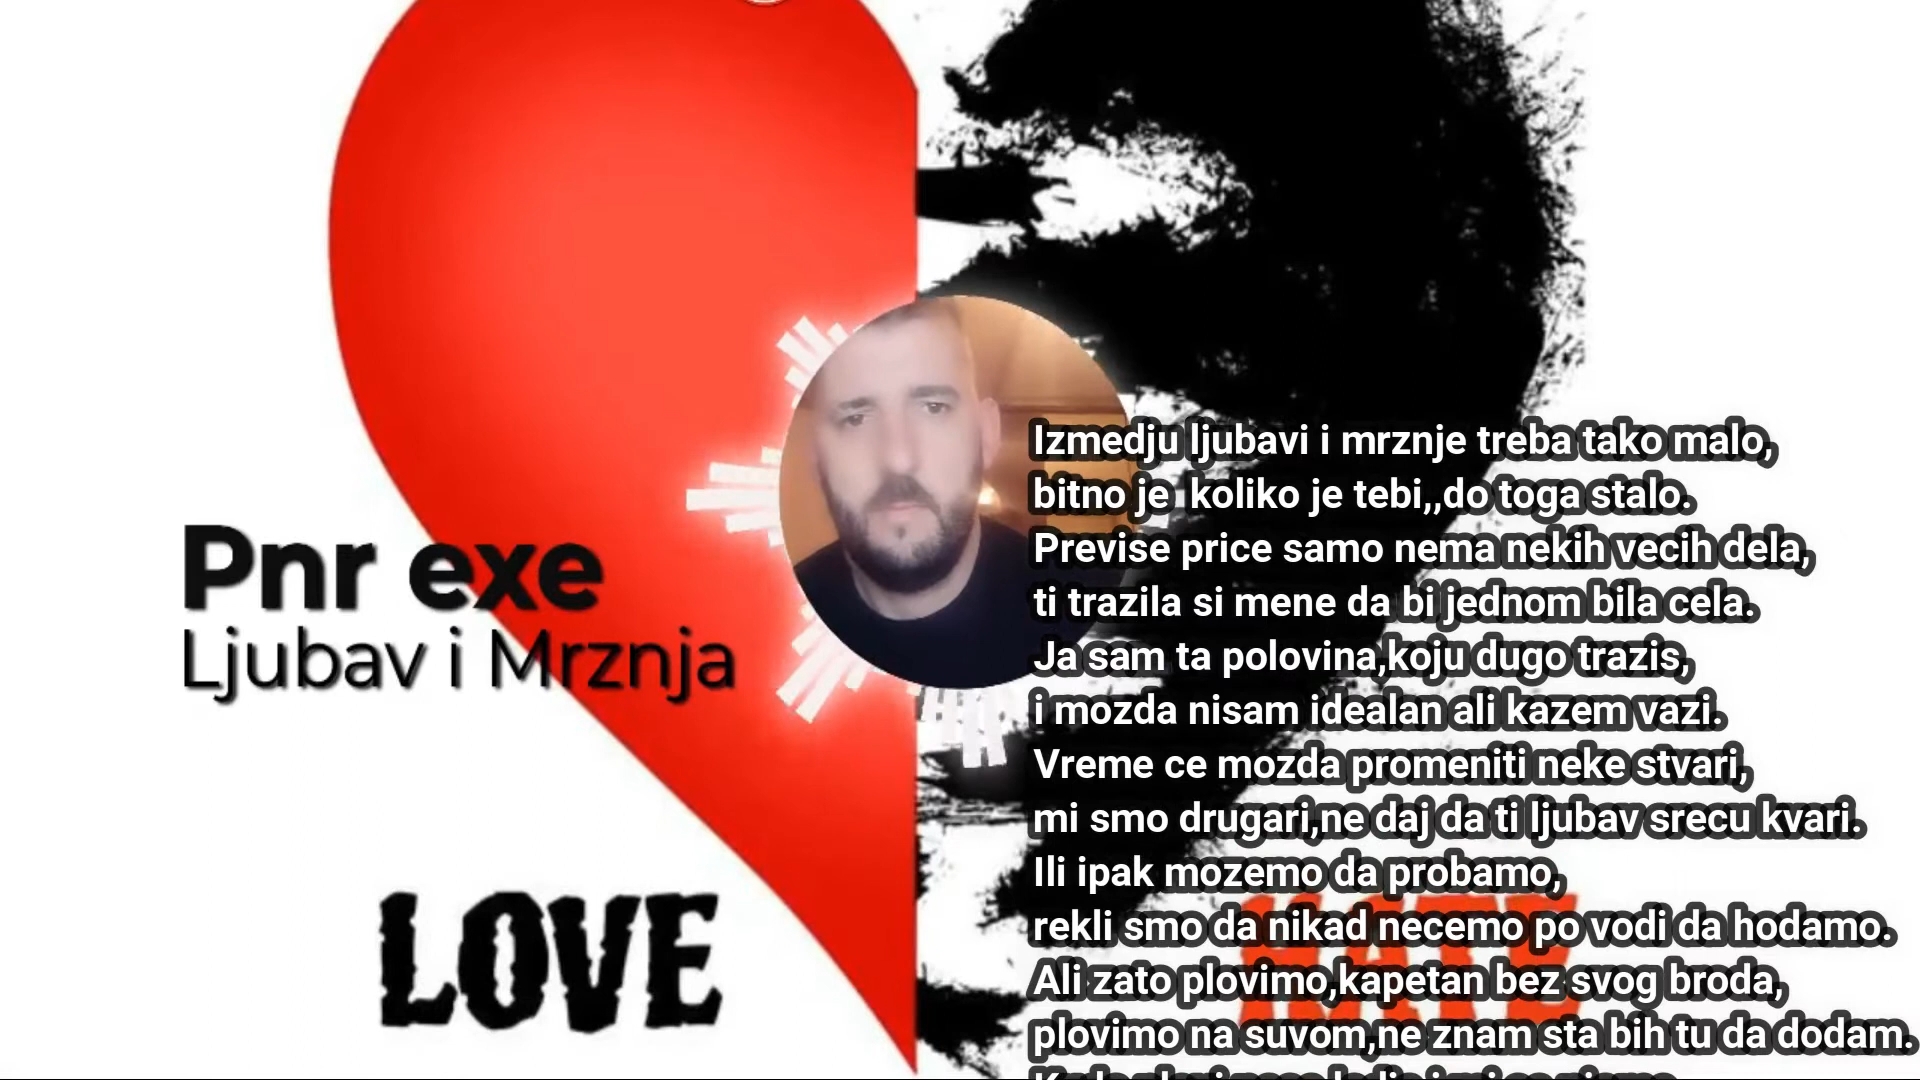 Pnr exe
Ljubav i Mrznja
LOVE
HATE
Izmedju ljubavi i mrznje treba tako malo,
bitno je  koliko je tebi,,do toga stalo.
Previse price samo nema nekih vecih dela,
ti trazila si mene da bi jednom bila cela.
Ja sam ta polovina,koju dugo trazis,
i mozda nisam idealan ali kazem vazi.
Vreme ce mozda promeniti neke stvari,
mi smo drugari,ne daj da ti ljubav srecu kvari.
Ili ipak mozemo da probamo,
rekli smo da nikad necemo po vodi da hodamo.
Ali zato plovimo,kapetan bez svog broda,
plovimo na suvom,ne znam sta bih tu da dodam.